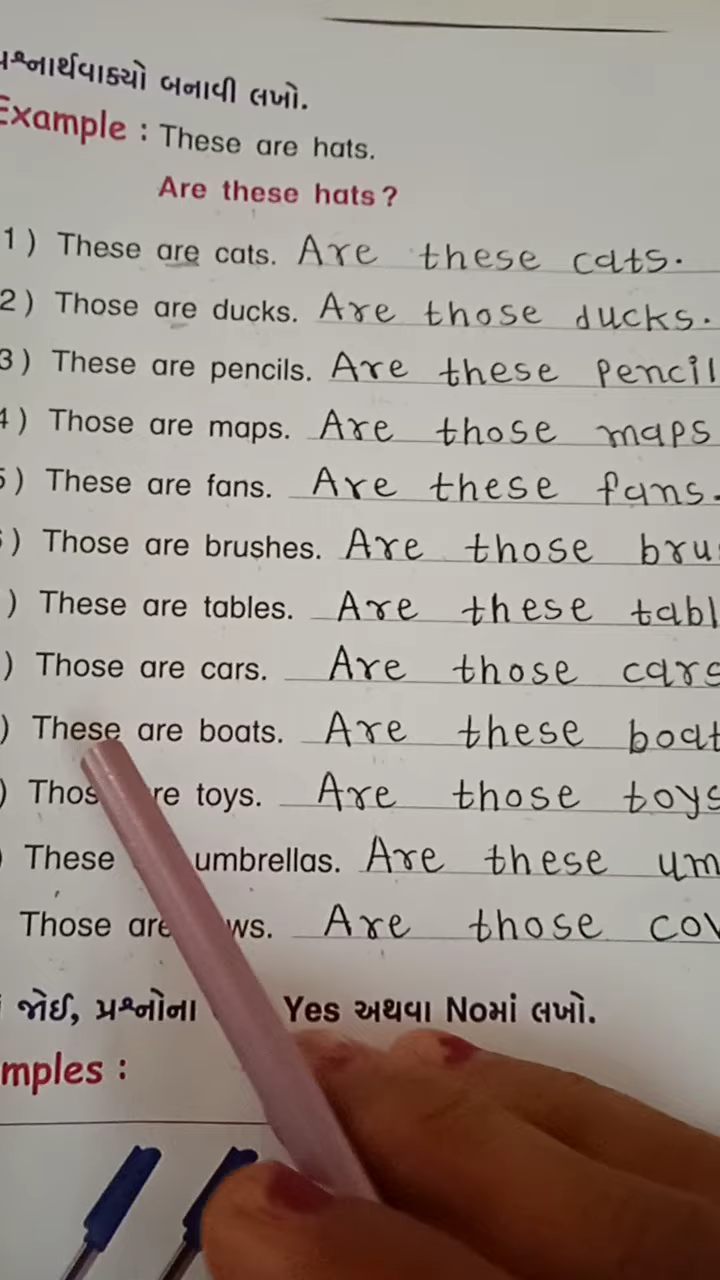 પ્રશ્નાર્થવાક્યો બનાવી લખો.
Example : These are hats.
Are these hats ?
1 ) These are cats. Are these cats.
2 ) Those are ducks. Are those ducks.
3 ) These are pencils. Are these pencil
4 ) Those are maps. Are those maps
5 ) These are fans. Are these fans.
) Those are brushes. Are those bru
) These are tables. Are these tabl
) Those are cars. Are those cars
) These are boats. Are these boat
) Those are toys. Are those toys
These umbrellas. Are these um
Those are ws. Are those cow
જોઈ, પ્રશ્નોના Yes અથવા Noમાં લખો.
mples :